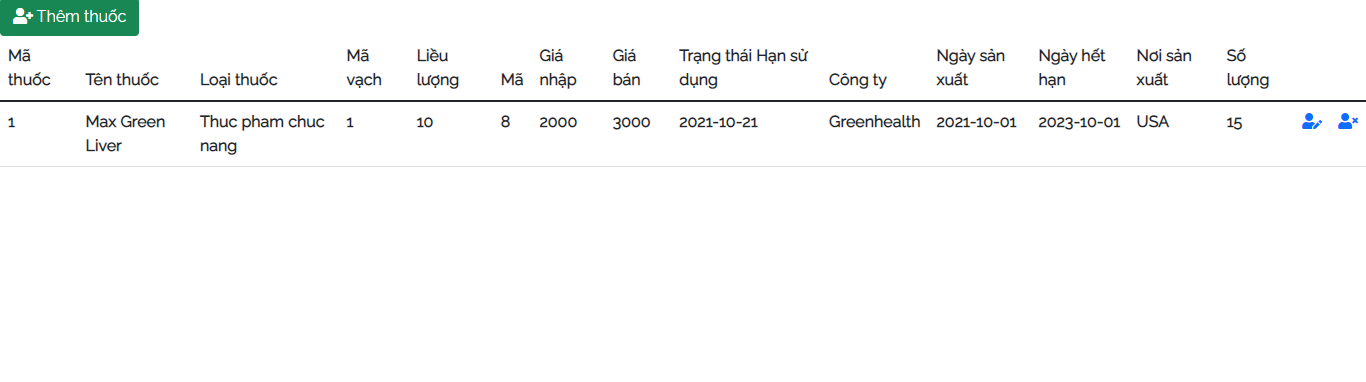 Thêm thuốc
Mã thuốc Tên thuốc Loại thuốc Mã vạch Liều lượng Mã Giá nhập Giá bán Trạng thái Hạn sử dụng Công ty Ngày sản xuất Ngày hết hạn Nơi sản xuất Số lượng
1 Max Green Liver Thuc pham chuc nang 1 10 8 2000 3000 2021-10-21 Greenhealth 2021-10-01 2023-10-01 USA 15